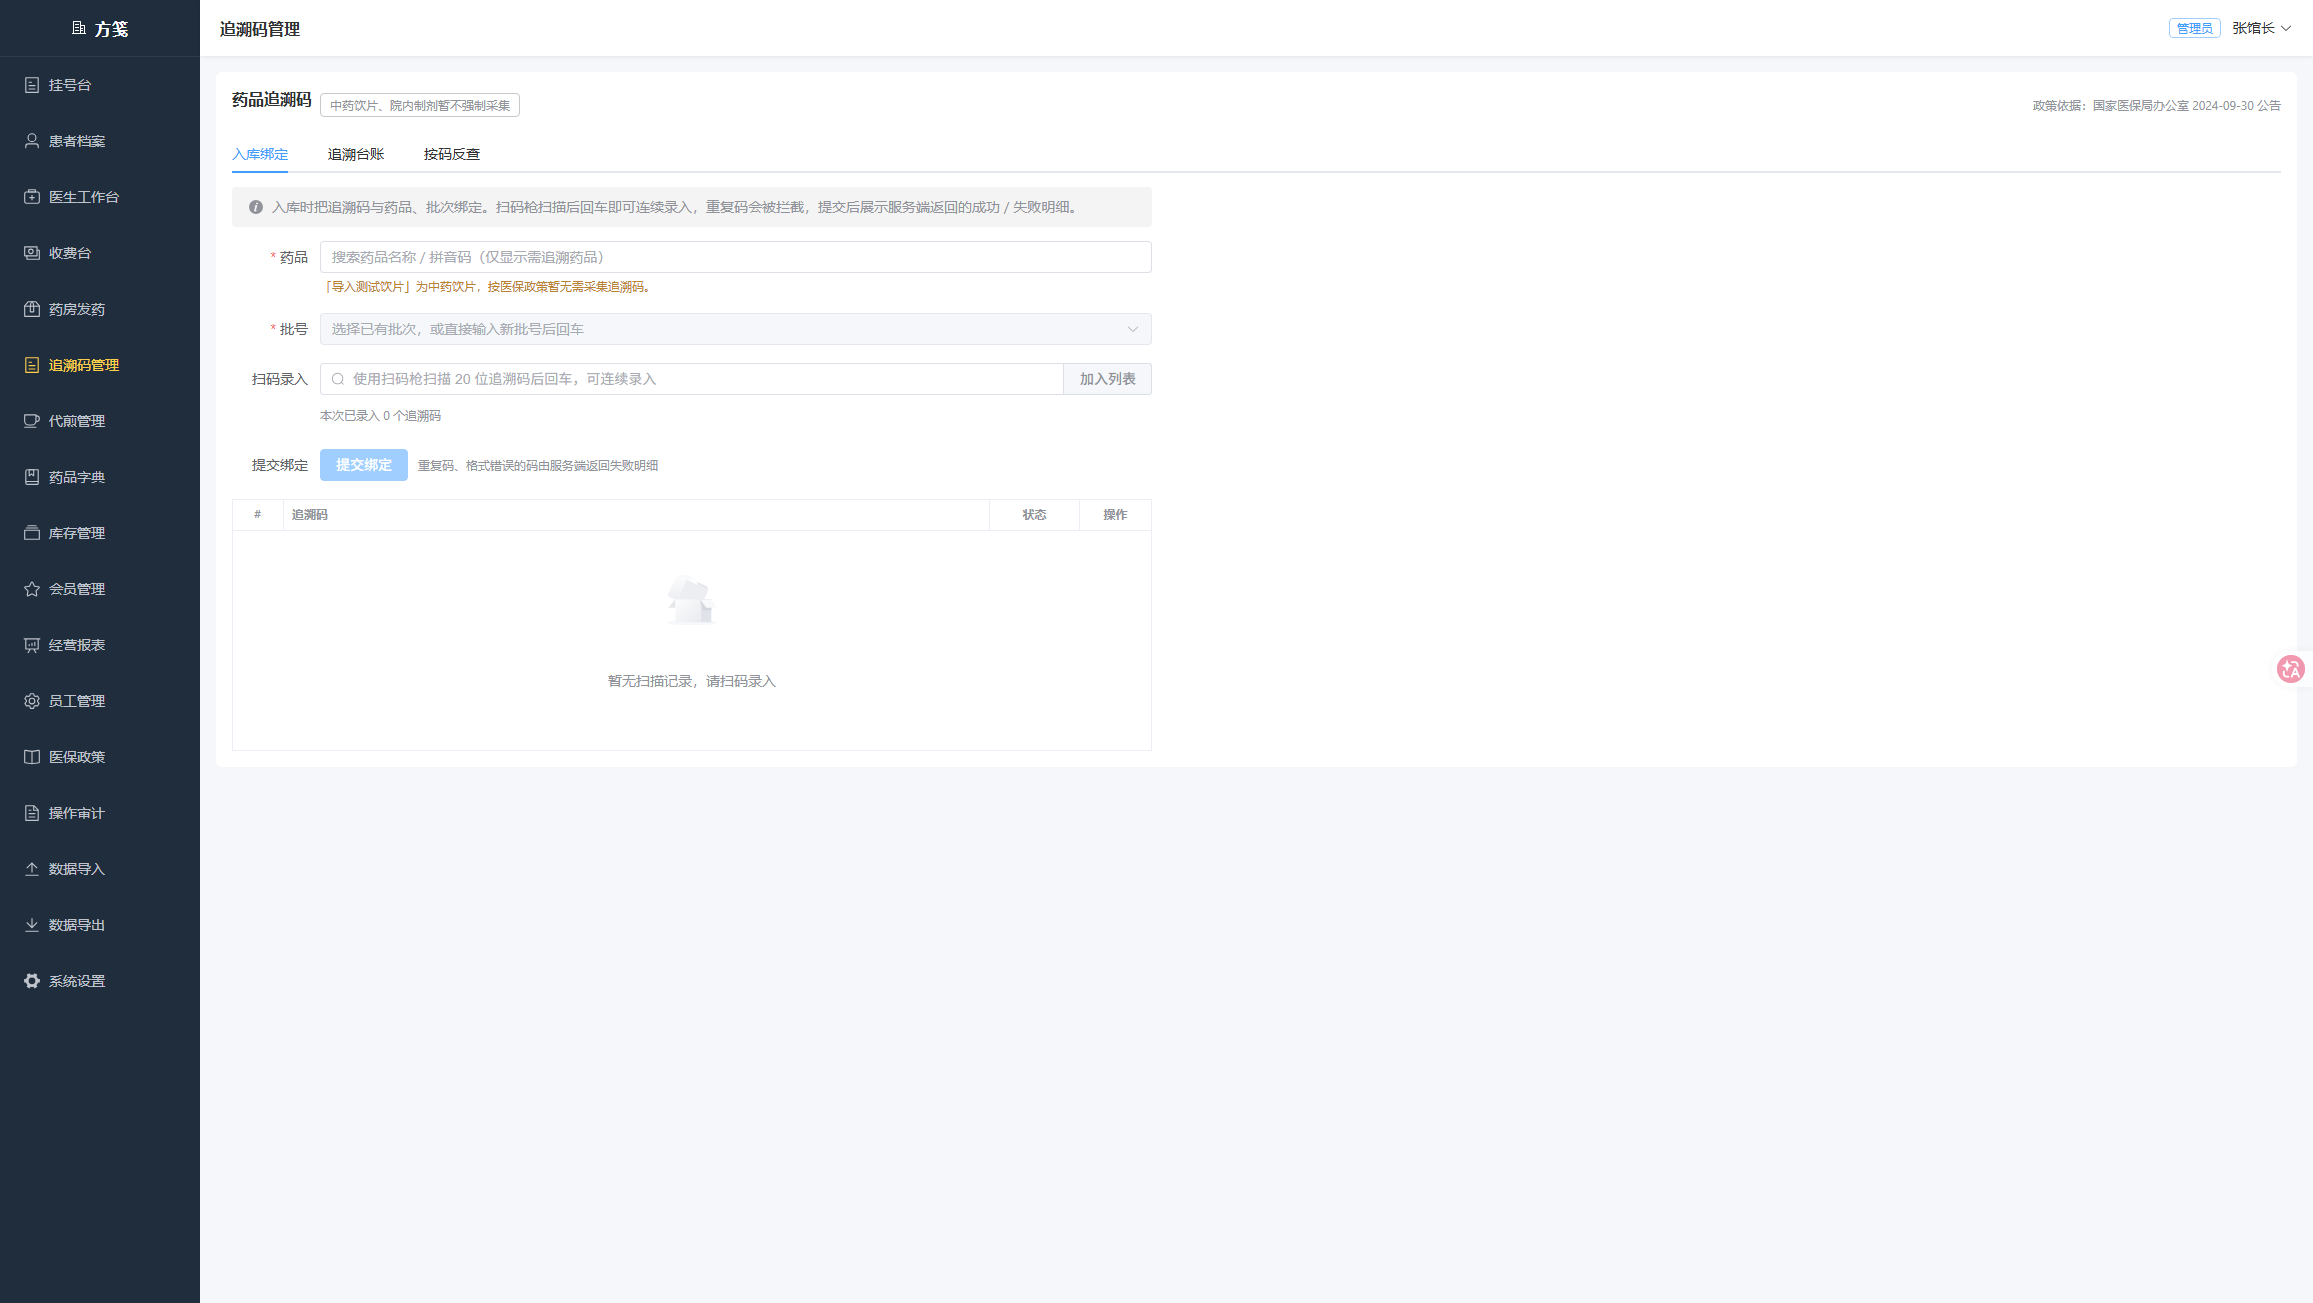 方笺
追溯码管理
管理员 张馆长
挂号台
患者档案
医生工作台
收费台
药房发药
追溯码管理
代煎管理
药品字典
库存管理
会员管理
经营报表
员工管理
医保政策
操作审计
数据导入
数据导出
系统设置
药品追溯码 中药饮片、院内制剂暂不强制采集
政策依据：国家医保局办公室 2024-09-30 公告
入库绑定 追溯台账 按码反查
入库时把追溯码与药品、批次绑定。扫码枪扫描后回车即可连续录入，重复码会被拦截，提交后展示服务端返回的成功 / 失败明细。
* 药品 搜索药品名称 / 拼音码（仅显示需追溯药品）
「导入测试饮片」为中药饮片，按医保政策暂无需采集追溯码。
* 批号 选择已有批次，或直接输入新批号后回车
扫码录入 使用扫码枪扫描 20 位追溯码后回车，可连续录入 加入列表
本次已录入 0 个追溯码
提交绑定 提交绑定 重复码、格式错误的码由服务端返回失败明细
# 追溯码 状态 操作
暂无扫描记录，请扫码录入